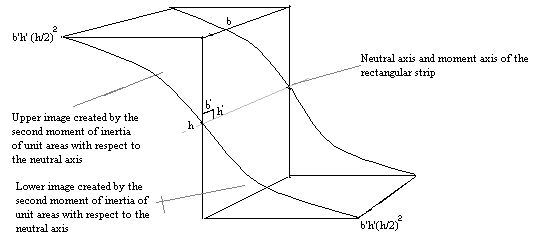 b
b'h' (h/2)²
Neutral axis and moment axis of the
rectangular strip
b'
h'
h
Upper image created by the
second moment of inertia
of unit areas with respect to
the neutral axis
Lower image created by the
second moment of inertia of
unit areas with respect to the
neutral axis
b'h'(h/2)²